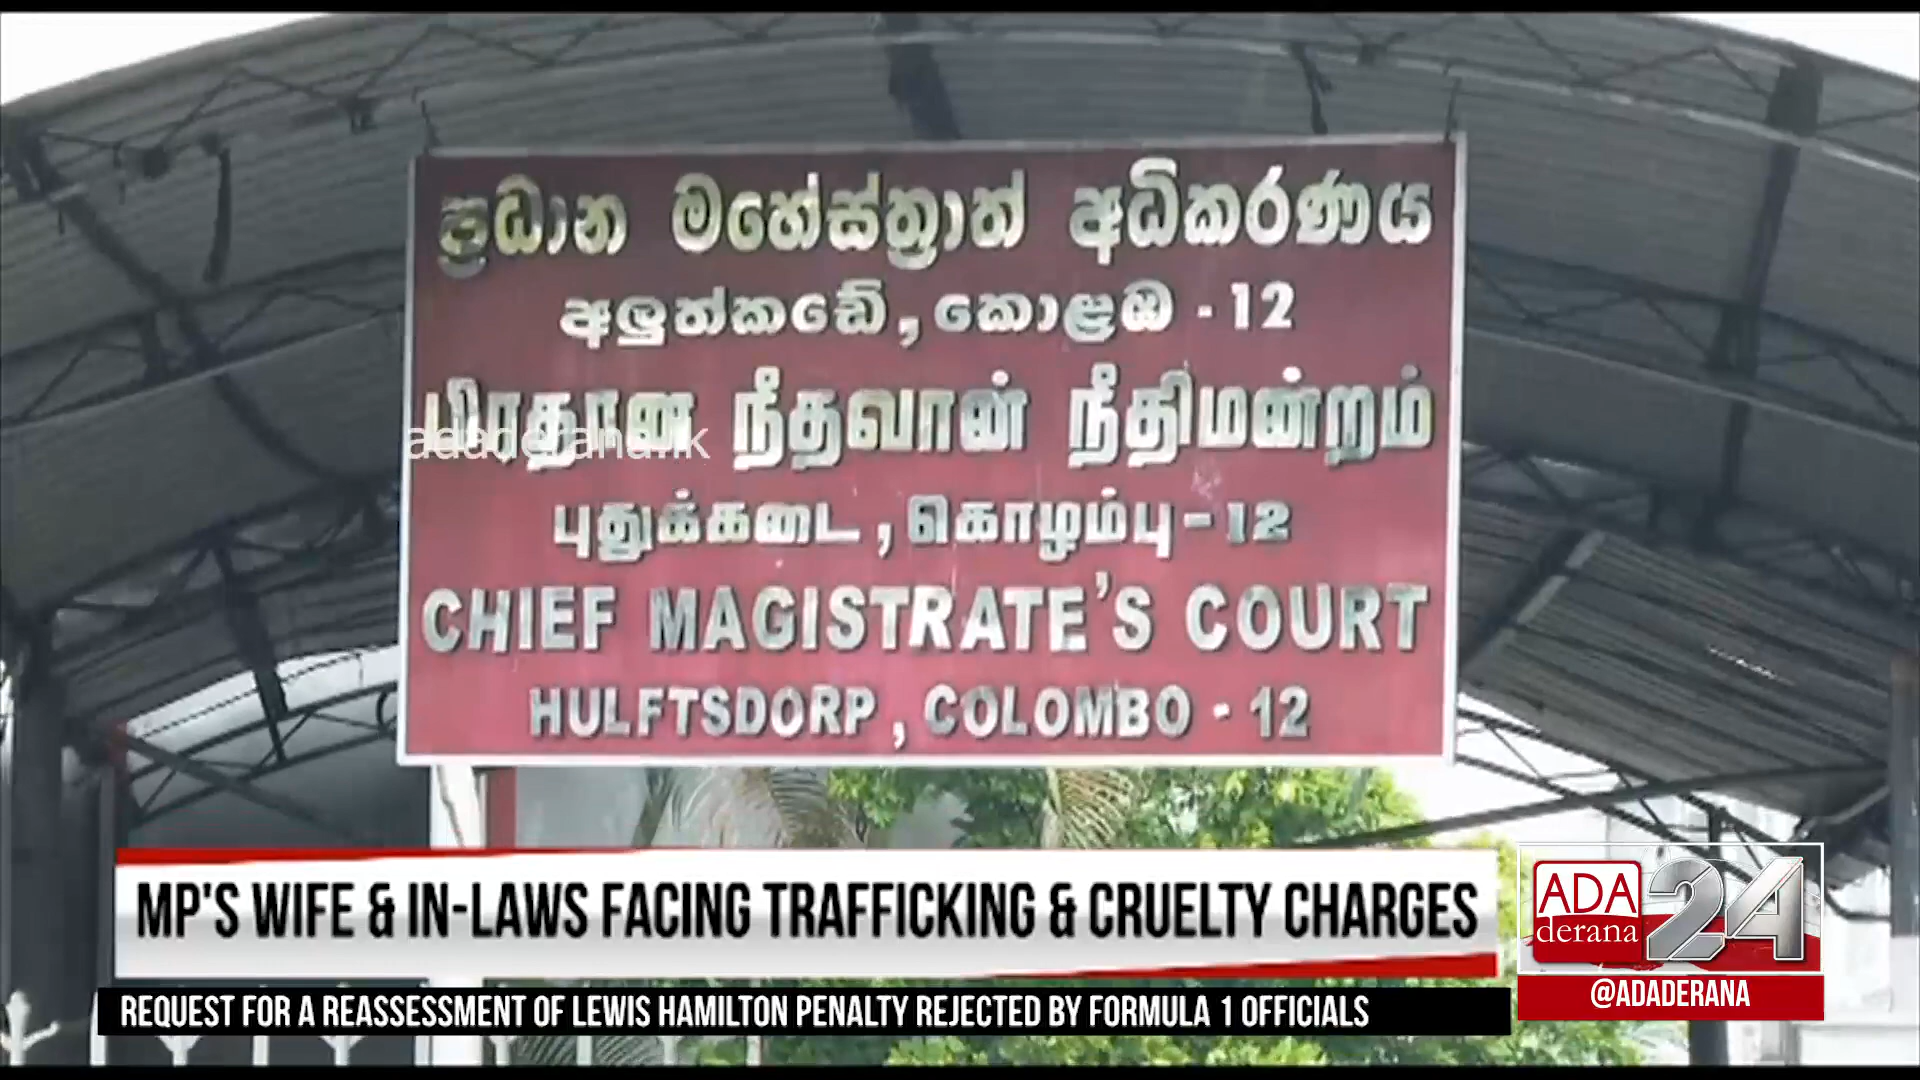 ප්‍රධාන මහේස්ත්‍රාත් අධිකරණය
අලුත්කඩේ, කොළඹ - 12
பிரதான நீதவான் நீதிமன்றம்
adaderana.lk
புதுக்கடை, கொழும்பு - 12
CHIEF MAGISTRATE'S COURT
HULFTSDORP, COLOMBO - 12
MP'S WIFE & IN-LAWS FACING TRAFFICKING & CRUELTY CHARGES
ADA
derana
24
@ADADERANA
REQUEST FOR A REASSESSMENT OF LEWIS HAMILTON PENALTY REJECTED BY FORMULA 1 OFFICIALS